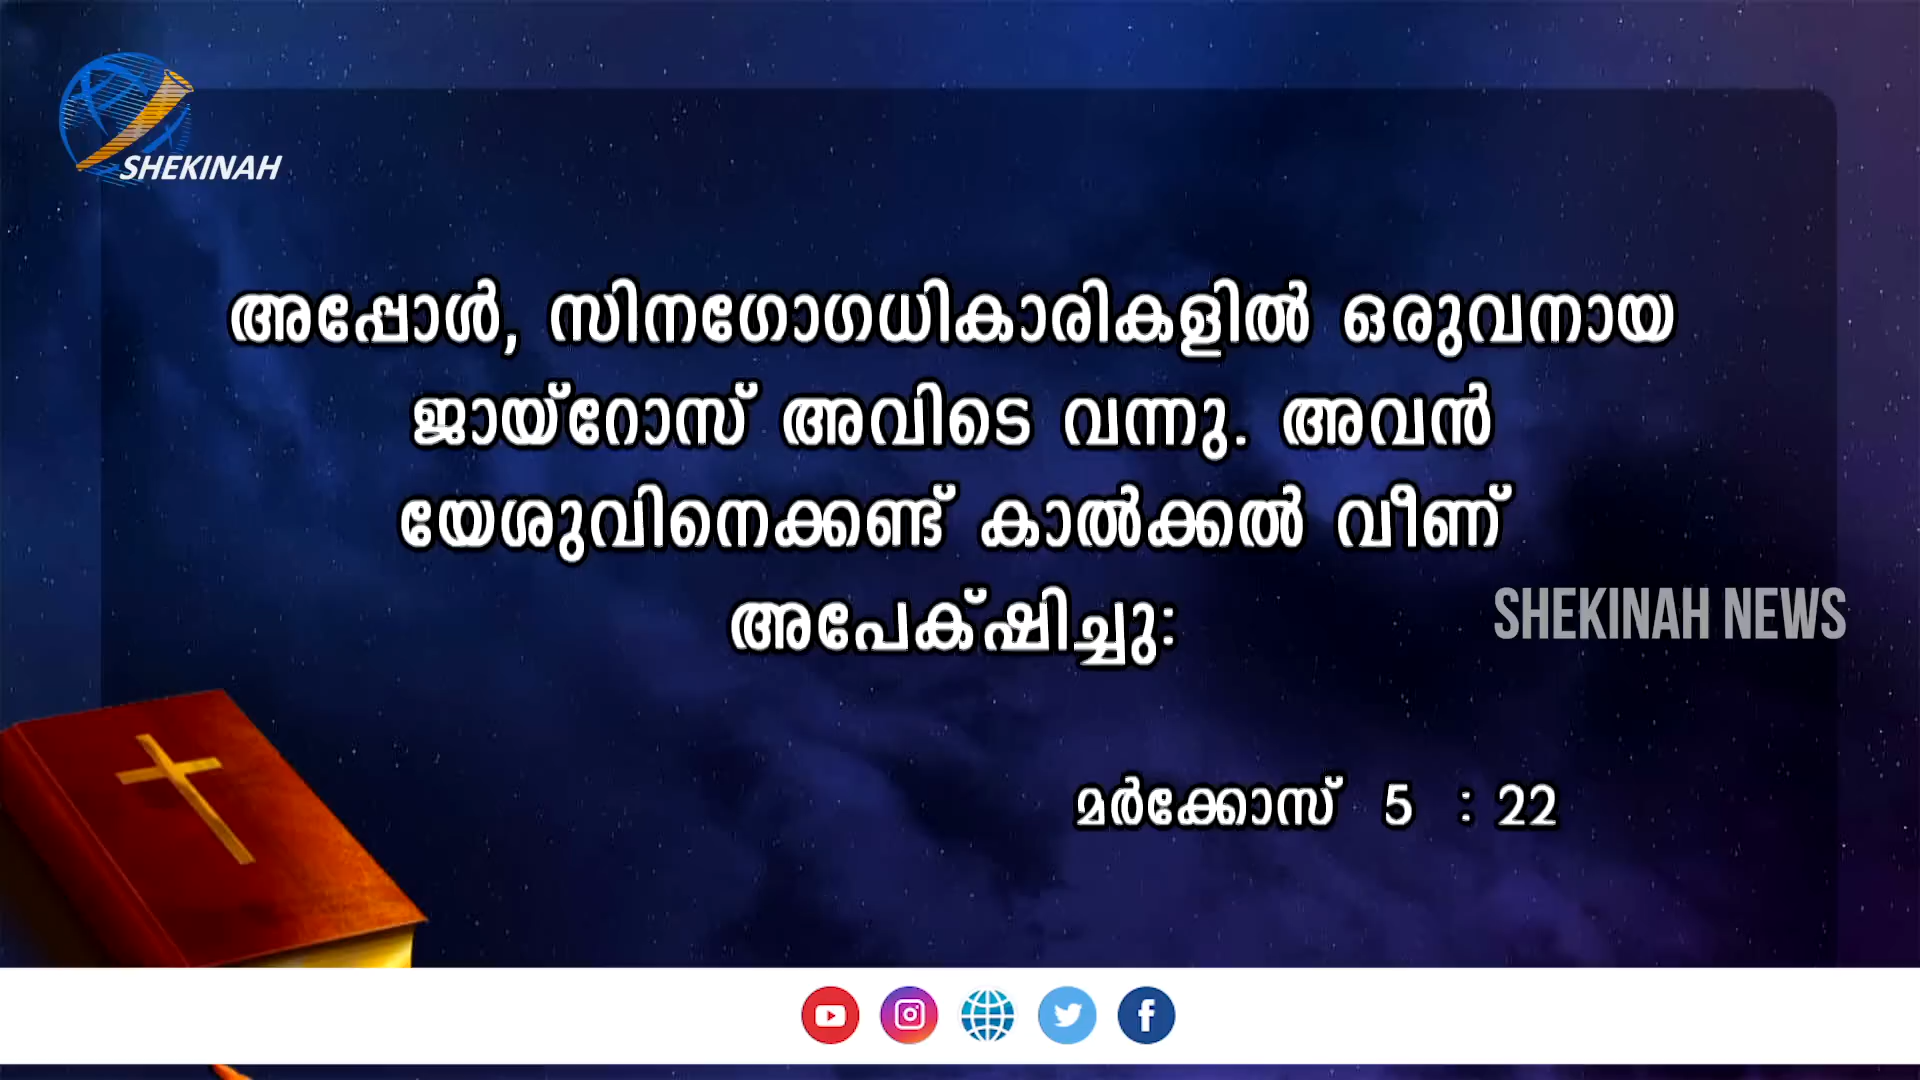 SHEKINAH
അപ്പോൾ, സിനഗോഗധികാരികളിൽ ഒരുവനായ
ജായ്റോസ് അവിടെ വന്നു. അവൻ
യേശുവിനെക്കണ്ട് കാൽക്കൽ വീണ്
അപേക്‌ഷിച്ചു:
SHEKINAH NEWS
മർക്കോസ് 5 : 22